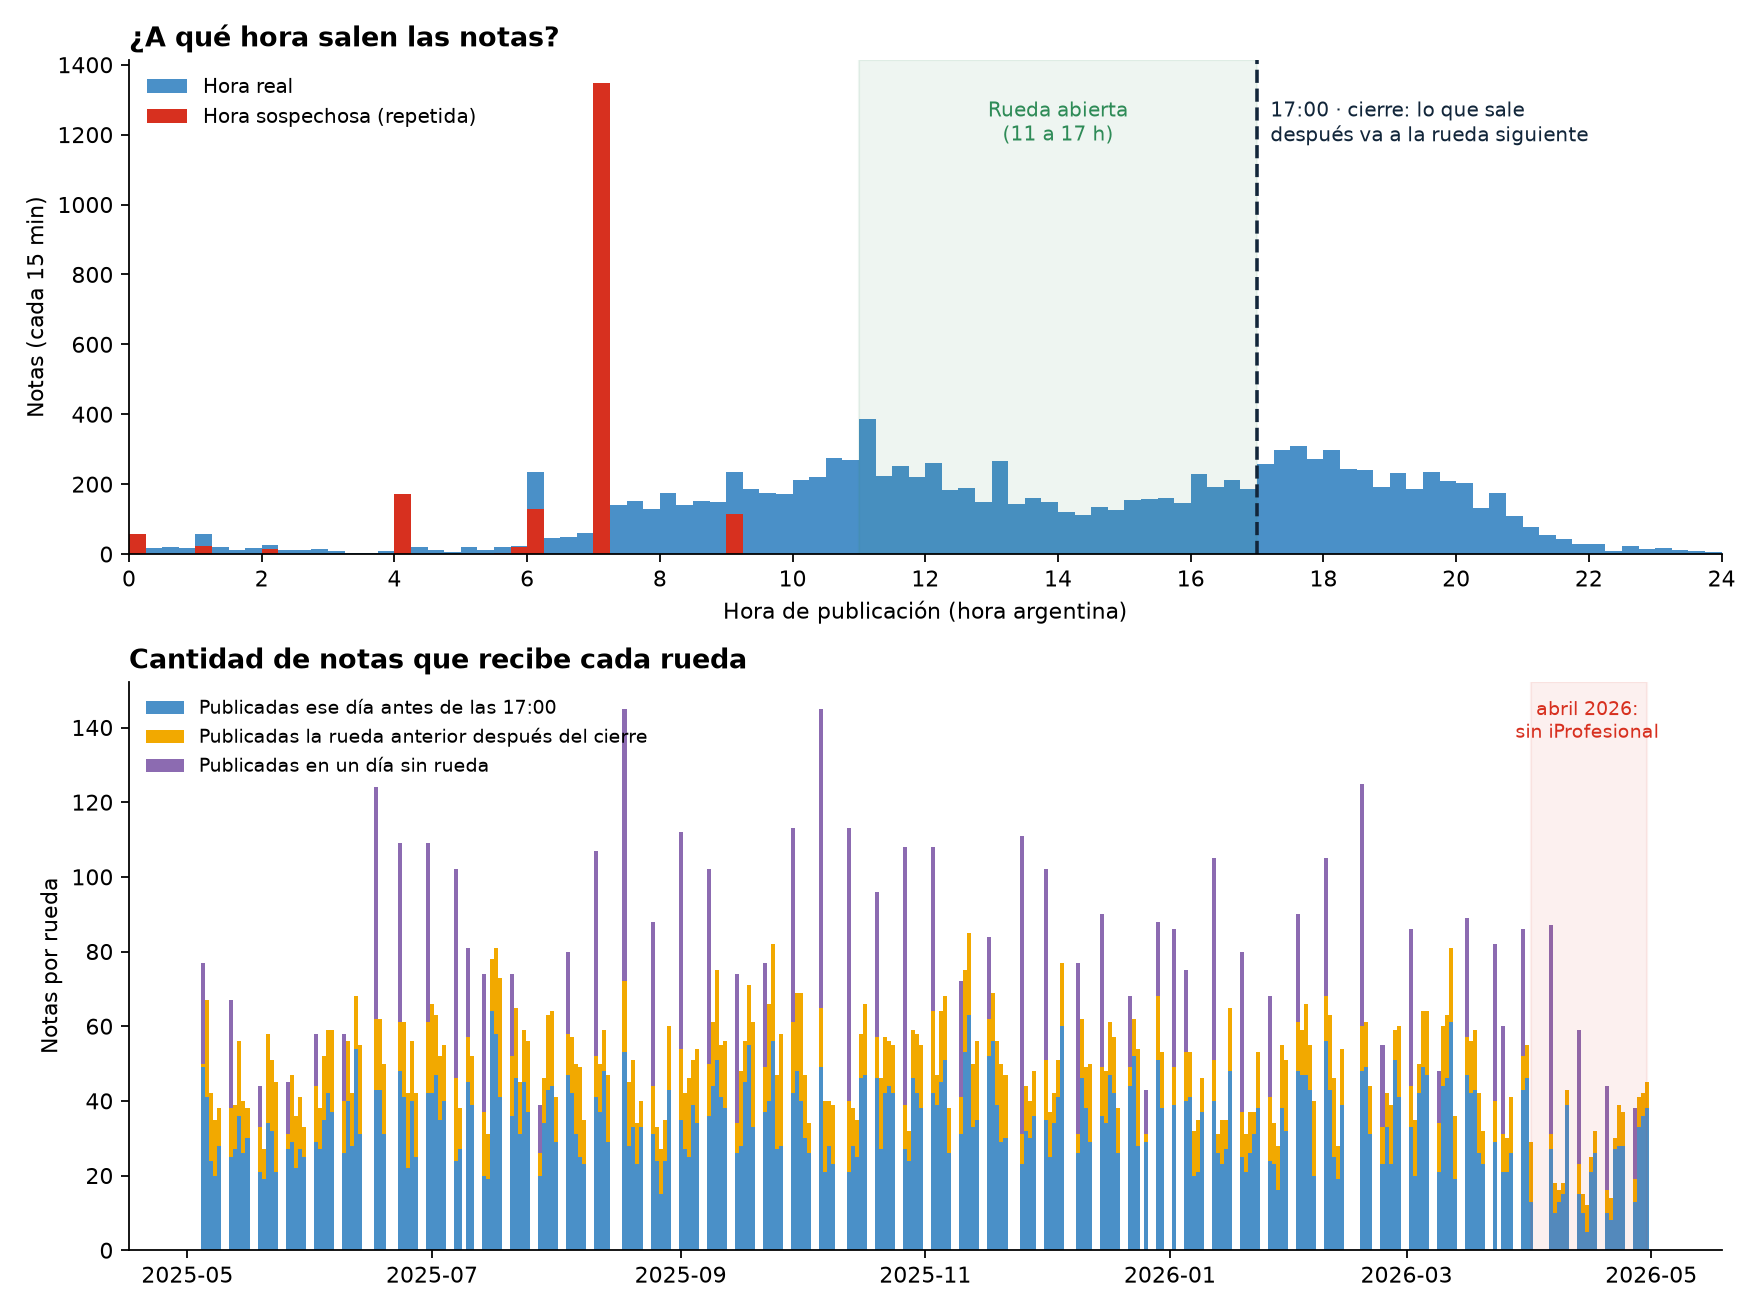 ¿A qué hora salen las notas?
1400
1200
1000
800
600
400
200
0
Notas (cada 15 min)
Hora real
Hora sospechosa (repetida)
Rueda abierta
(11 a 17 h)
17:00 · cierre: lo que sale
después va a la rueda siguiente
0 2 4 6 8 10 12 14 16 18 20 22 24
Hora de publicación (hora argentina)
Cantidad de notas que recibe cada rueda
140
120
100
80
60
40
20
0
Notas por rueda
Publicadas ese día antes de las 17:00
Publicadas la rueda anterior después del cierre
Publicadas en un día sin rueda
abril 2026:
sin iProfesional
2025-05 2025-07 2025-09 2025-11 2026-01 2026-03 2026-05